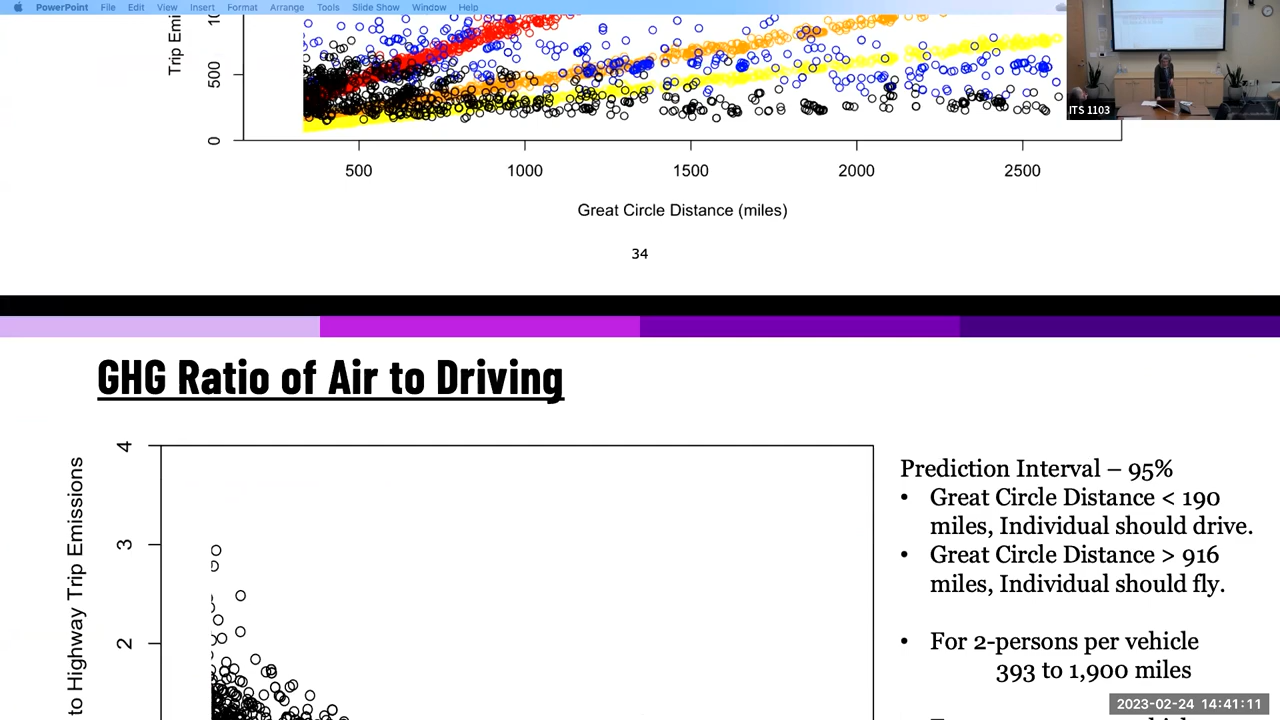 PowerPoint File Edit View Insert Format Arrange Tools Slide Show Window Help
ITS 1103
Trip Emi
10
500
0
500 1000 1500 2000 2500
Great Circle Distance (miles)
34
GHG Ratio of Air to Driving
to Highway Trip Emissions
4
3
2
Prediction Interval – 95%
• Great Circle Distance < 190
miles, Individual should drive.
• Great Circle Distance > 916
miles, Individual should fly.
• For 2-persons per vehicle
393 to 1,900 miles
2023-02-24 14:41:11